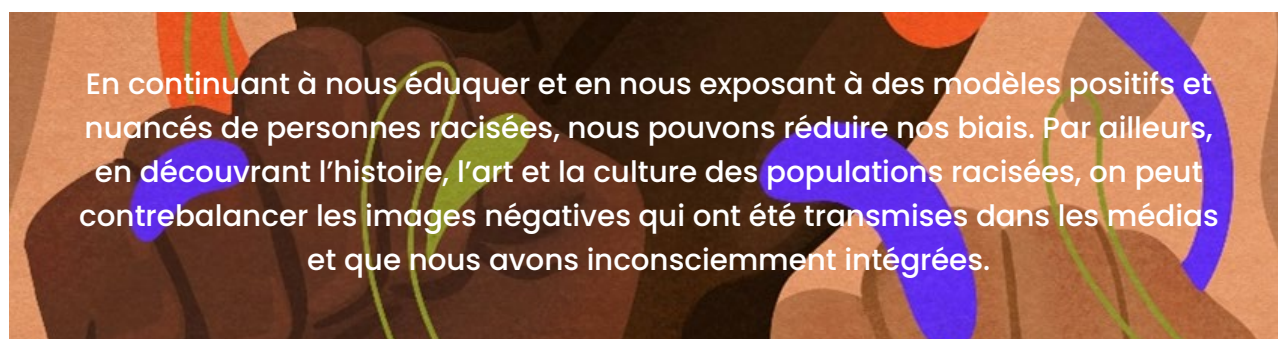 En continuant à nous éduquer et en nous exposant à des modèles positifs et
nuancés de personnes racisées, nous pouvons réduire nos biais. Par ailleurs,
en découvrant l’histoire, l’art et la culture des populations racisées, on peut
contrebalancer les images négatives qui ont été transmises dans les médias
et que nous avons inconsciemment intégrées.